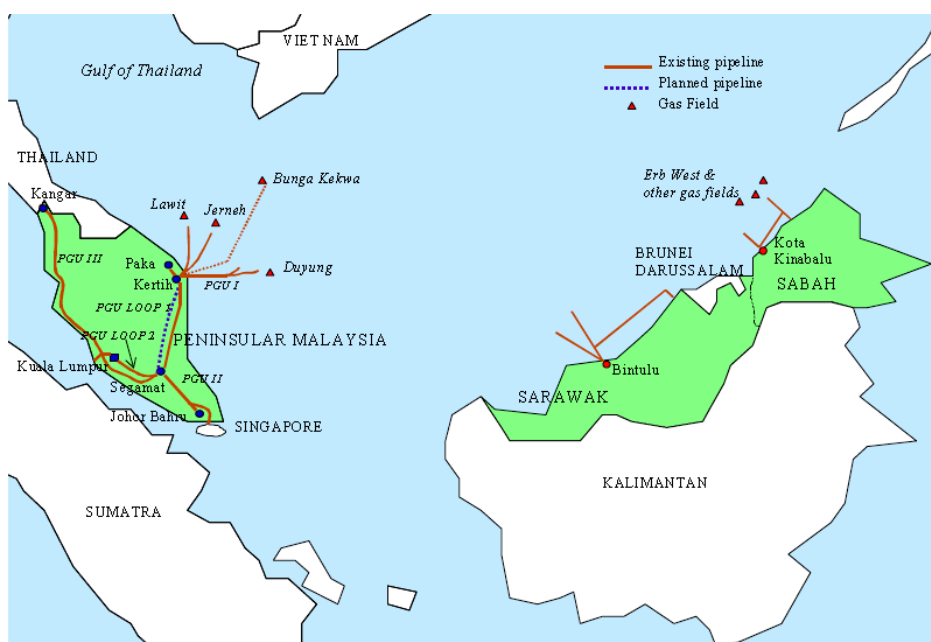 VIET NAM
Gulf of Thailand
Existing pipeline
Planned pipeline
Gas Field
THAILAND
Kangar
Bunga Kekwa
Lawit
Jerneh
Erb West &
other gas fields
PGU III
Paka
Duyung
Kertih
PGU I
BRUNEI
DARUSSALAM
Kota
Kinabalu
SABAH
PGU LOOP 1
PGU LOOP 2
PENINSULAR MALAYSIA
Kuala Lumpur
Segamat
PGU II
Bintulu
SARAWAK
Johor Bahru
SINGAPORE
KALIMANTAN
SUMATRA